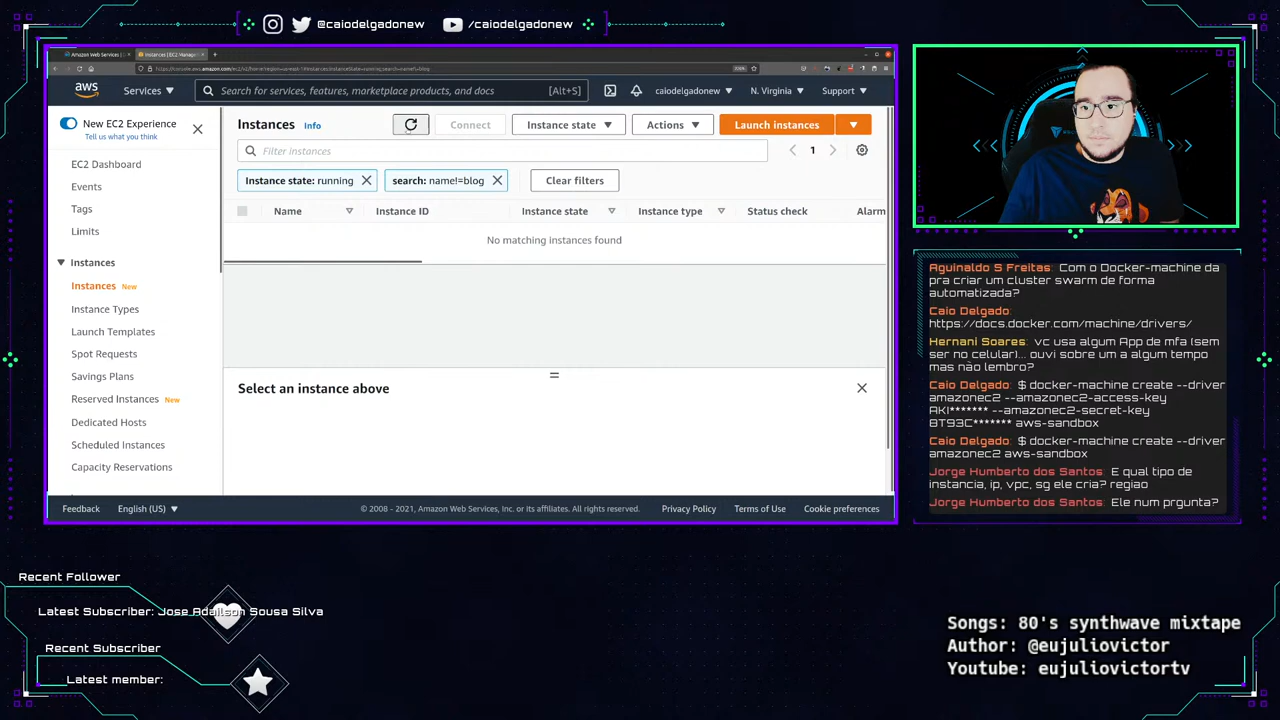 @caiodelgadonew
/caiodelgadonew
Amazon Web Services
Instances | EC2 Manag
aws
Services
Search for services, features, marketplace products, and docs
[Alt+S]
caiodelgadonew
N. Virginia
Support
New EC2 Experience
Tell us what you think
EC2 Dashboard
Events
Tags
Limits
Instances
Instances New
Instance Types
Launch Templates
Spot Requests
Savings Plans
Reserved Instances New
Dedicated Hosts
Scheduled Instances
Capacity Reservations
Instances Info
Connect
Instance state
Actions
Launch instances
Filter instances
1
Instance state: running
search: name!=blog
Clear filters
Name
Instance ID
Instance state
Instance type
Status check
Alarm
No matching instances found
Select an instance above
Feedback
English (US)
© 2008 - 2021, Amazon Web Services, Inc. or its affiliates. All rights reserved.
Privacy Policy
Terms of Use
Cookie preferences
Aguinaldo S Freitas: Com o Docker-machine da
pra criar um cluster swarm de forma
automatizada?
Caio Delgado:
https://docs.docker.com/machine/drivers/
Hernani Soares: vc usa algum App de mfa (sem
ser no celular)... ouvi sobre um a algum tempo
mas não lembro?
Caio Delgado: $ docker-machine create --driver
amazonec2 --amazonec2-access-key
AKI******* --amazonec2-secret-key
BT93C******* aws-sandbox
Caio Delgado: $ docker-machine create --driver
amazonec2 aws-sandbox
Jorge Humberto dos Santos: E qual tipo de
instancia, ip, vpc, sg ele cria? regiao
Jorge Humberto dos Santos: Ele num prgunta?
Recent Follower
Latest Subscriber: Jose Adailson Sousa Silva
Recent Subscriber
Latest member:
Songs: 80's synthwave mixtape
Author: @eujuliovictor
Youtube: eujuliovictortv